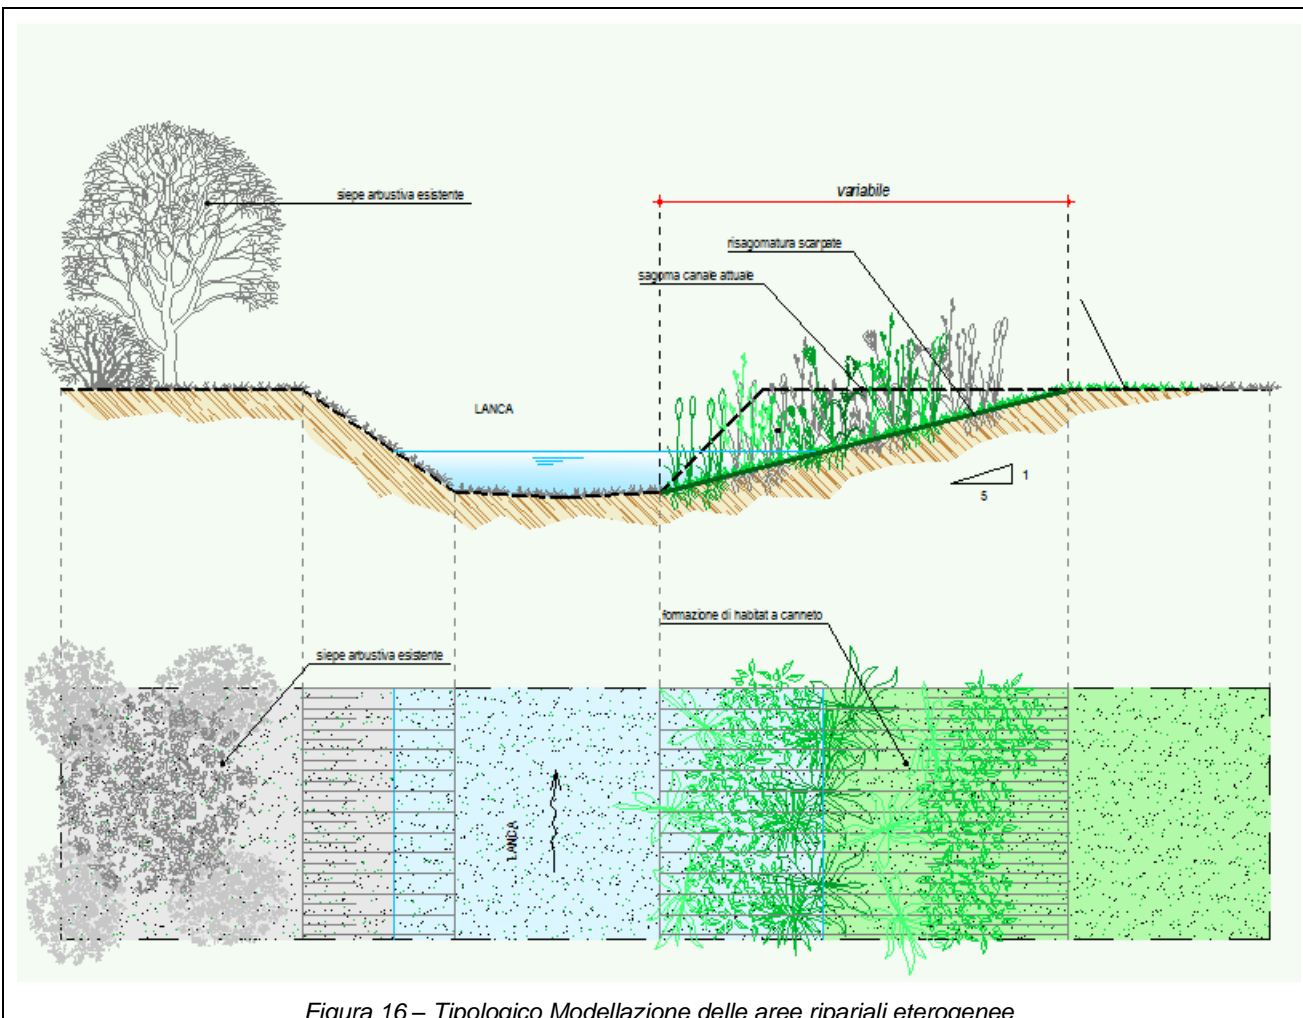 siepe arbustiva esistente
variabile
risagomatura scarpate
sagoma canale attuale
LANCA
1
5
formazione di habitat a canneto
siepe arbustiva esistente
LANCA
Figura 16 – Tipologico Modellazione delle aree ripariali eterogenee